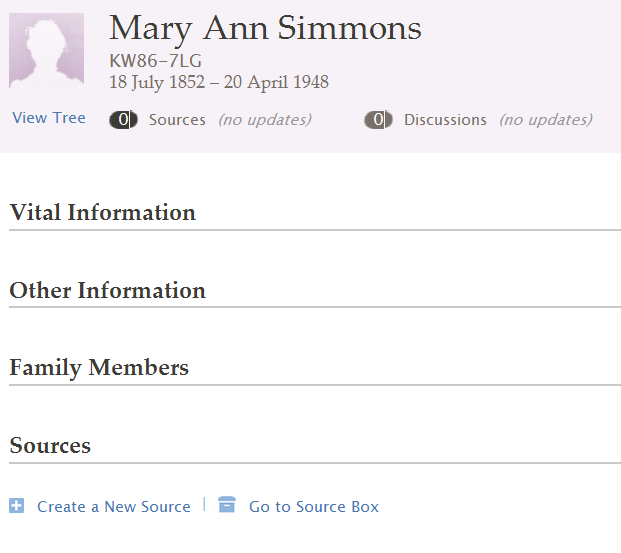 Mary Ann Simmons
KW86-7LG
18 July 1852 – 20 April 1948
View Tree 0 Sources (no updates) 0 Discussions (no updates)
Vital Information
Other Information
Family Members
Sources
Create a New Source | Go to Source Box